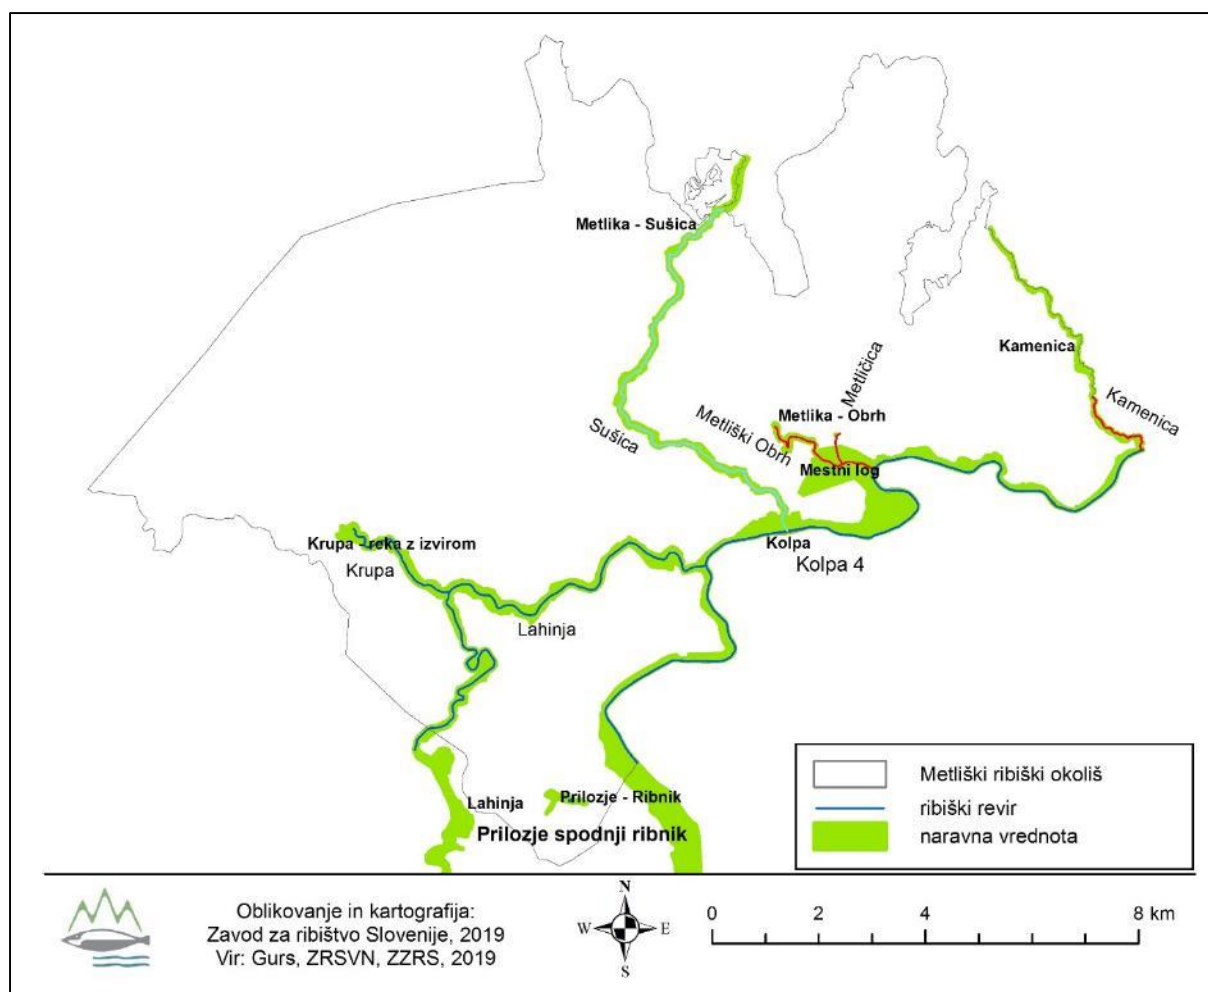 Metlika - Sušica
Kamenica
Metličica
Kamenica
Metlika - Obrh
Metliški Obrh
Sušica
Mestni log
Krupa - reka z izvirom
Kolpa
Krupa
Kolpa 4
Lahinja
Lahinja
Prilozje - Ribnik
Prilozje spodnji ribnik
Metliški ribiški okoliš
ribiški revir
naravna vrednota
Oblikovanje in kartografija:
Zavod za ribištvo Slovenije, 2019
Vir: Gurs, ZRSVN, ZZRS, 2019
N
W E
S
0 2 4 8 km